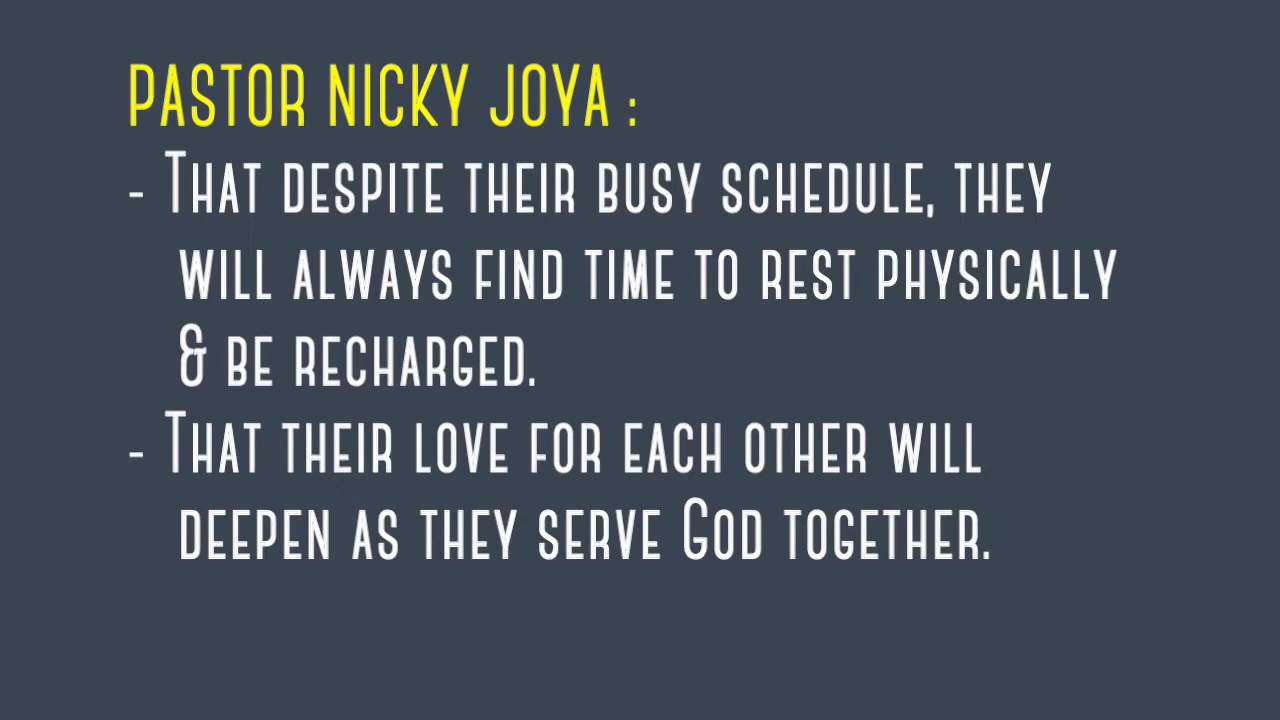 PASTOR NICKY JOYA :
- That despite their busy schedule, they
will always find time to rest physically
& be recharged.
- That their love for each other will
deepen as they serve God together.